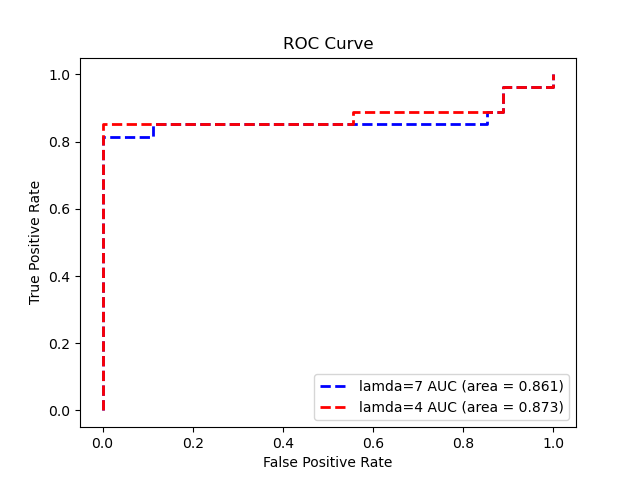 ROC Curve
1.0
0.8
0.6
0.4
0.2
0.0
True Positive Rate
lamda=7 AUC (area = 0.861)
lamda=4 AUC (area = 0.873)
0.0 0.2 0.4 0.6 0.8 1.0
False Positive Rate